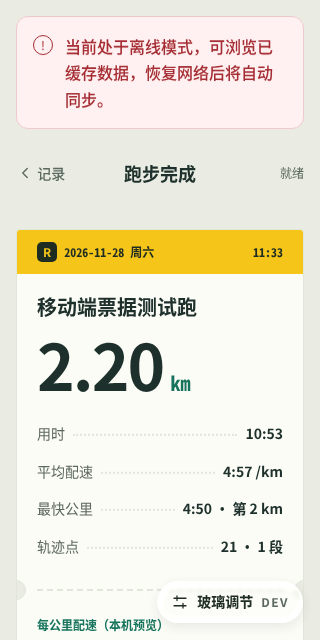 当前处于离线模式，可浏览已
缓存数据，恢复网络后将自动
同步。
记录 跑步完成 就绪
R 2026-11-28 周六 11:33
移动端票据测试跑
2.20 km
用时 10:53
平均配速 4:57 /km
最快公里 4:50 · 第 2 km
轨迹点 21 · 1 段
玻璃调节 DEV
每公里配速（本机预览）